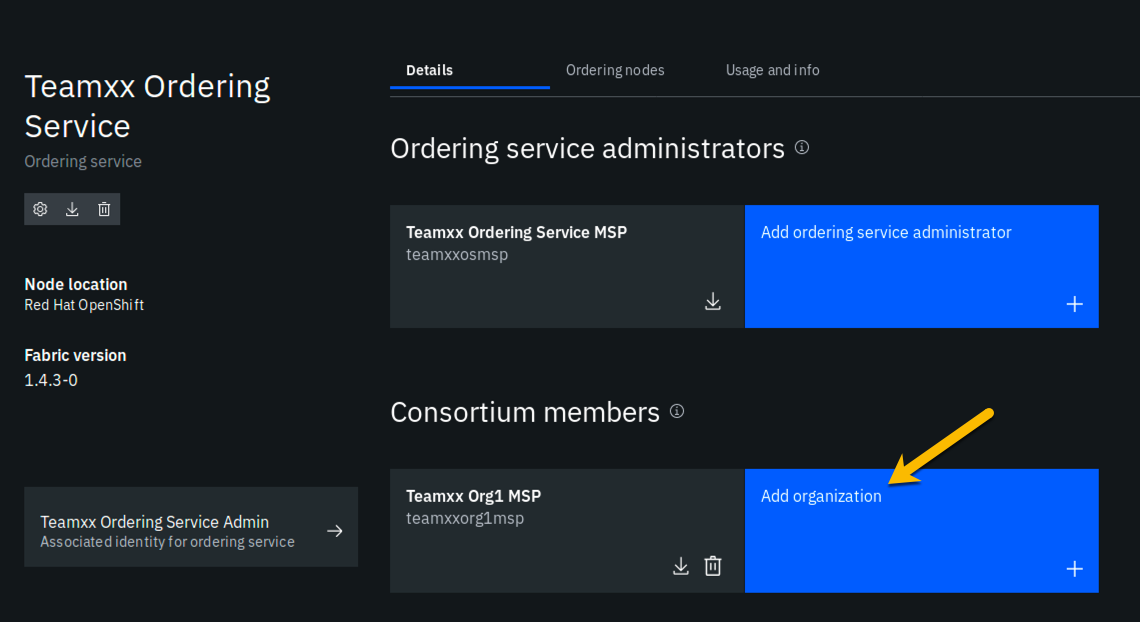 Teamxx Ordering
Service
Ordering service
Node location
Red Hat OpenShift
Fabric version
1.4.3-0
Teamxx Ordering Service Admin
Associated identity for ordering service
Details
Ordering nodes
Usage and info
Ordering service administrators
Teamxx Ordering Service MSP
teamxxosmsp
Add ordering service administrator
Consortium members
Teamxx Org1 MSP
teamxxorg1msp
Add organization